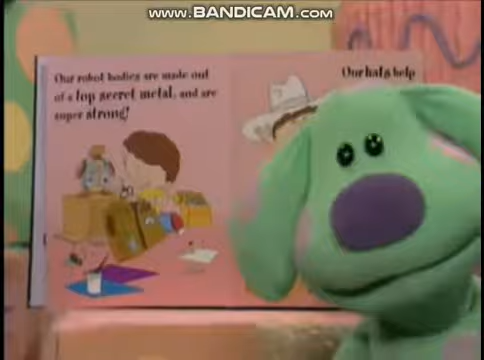 www.BANDICAM.com
Our robot bodies are made out
of a top secret metal, and are
super strong!
Our hats help